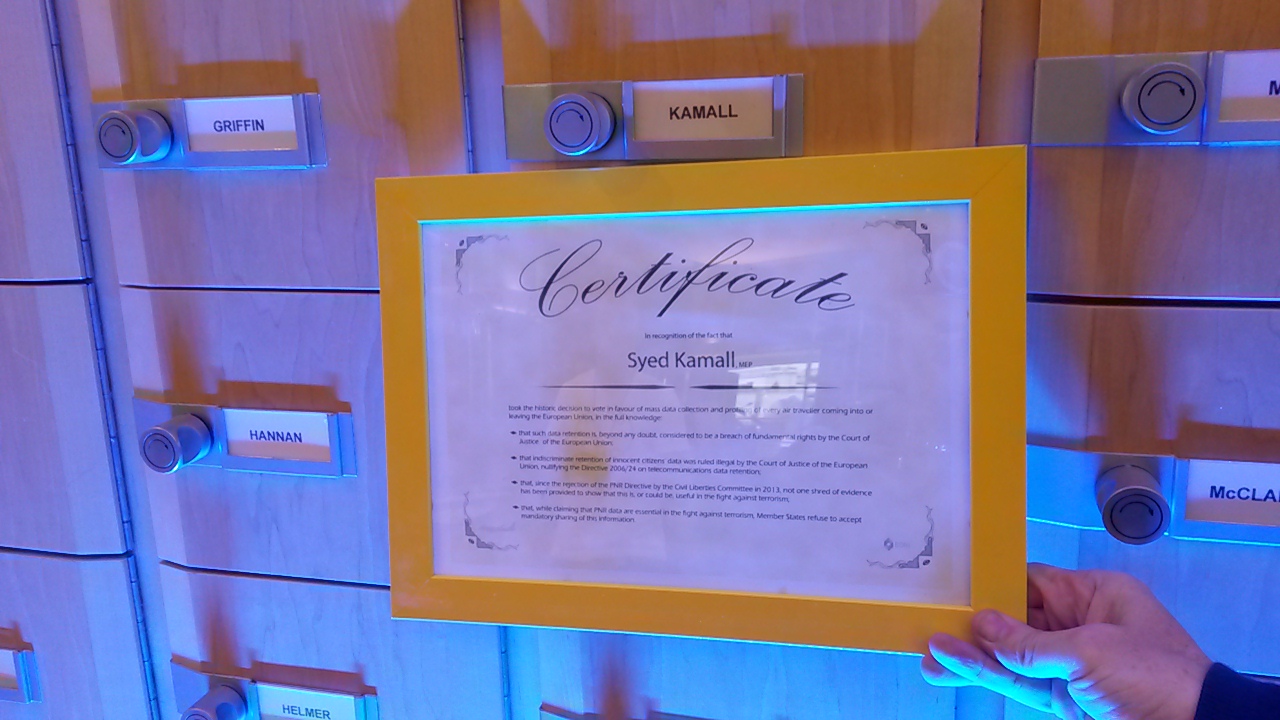 GRIFFIN
KAMALL
M
HANNAN
McCLA
HELMER
Certificate
In recognition of the fact that
Syed Kamall, MEP
took the historic decision to vote in favour of mass data collection and profiling of every air traveller coming into or
leaving the European Union, in the full knowledge:
that such data retention is, beyond any doubt, considered to be a breach of fundamental rights by the Court of
Justice of the European Union;
that indiscriminate retention of innocent citizens' data was ruled illegal by the Court of Justice of the European
Union, nullifying the Directive 2006/24 on telecommunications data retention;
that, since the rejection of the PNR Directive by the Civil Liberties Committee in 2013, not one shred of evidence
has been provided to show that this is, or could be, useful in the fight against terrorism;
that, while claiming that PNR data are essential in the fight against terrorism, Member States refuse to accept
mandatory sharing of this information